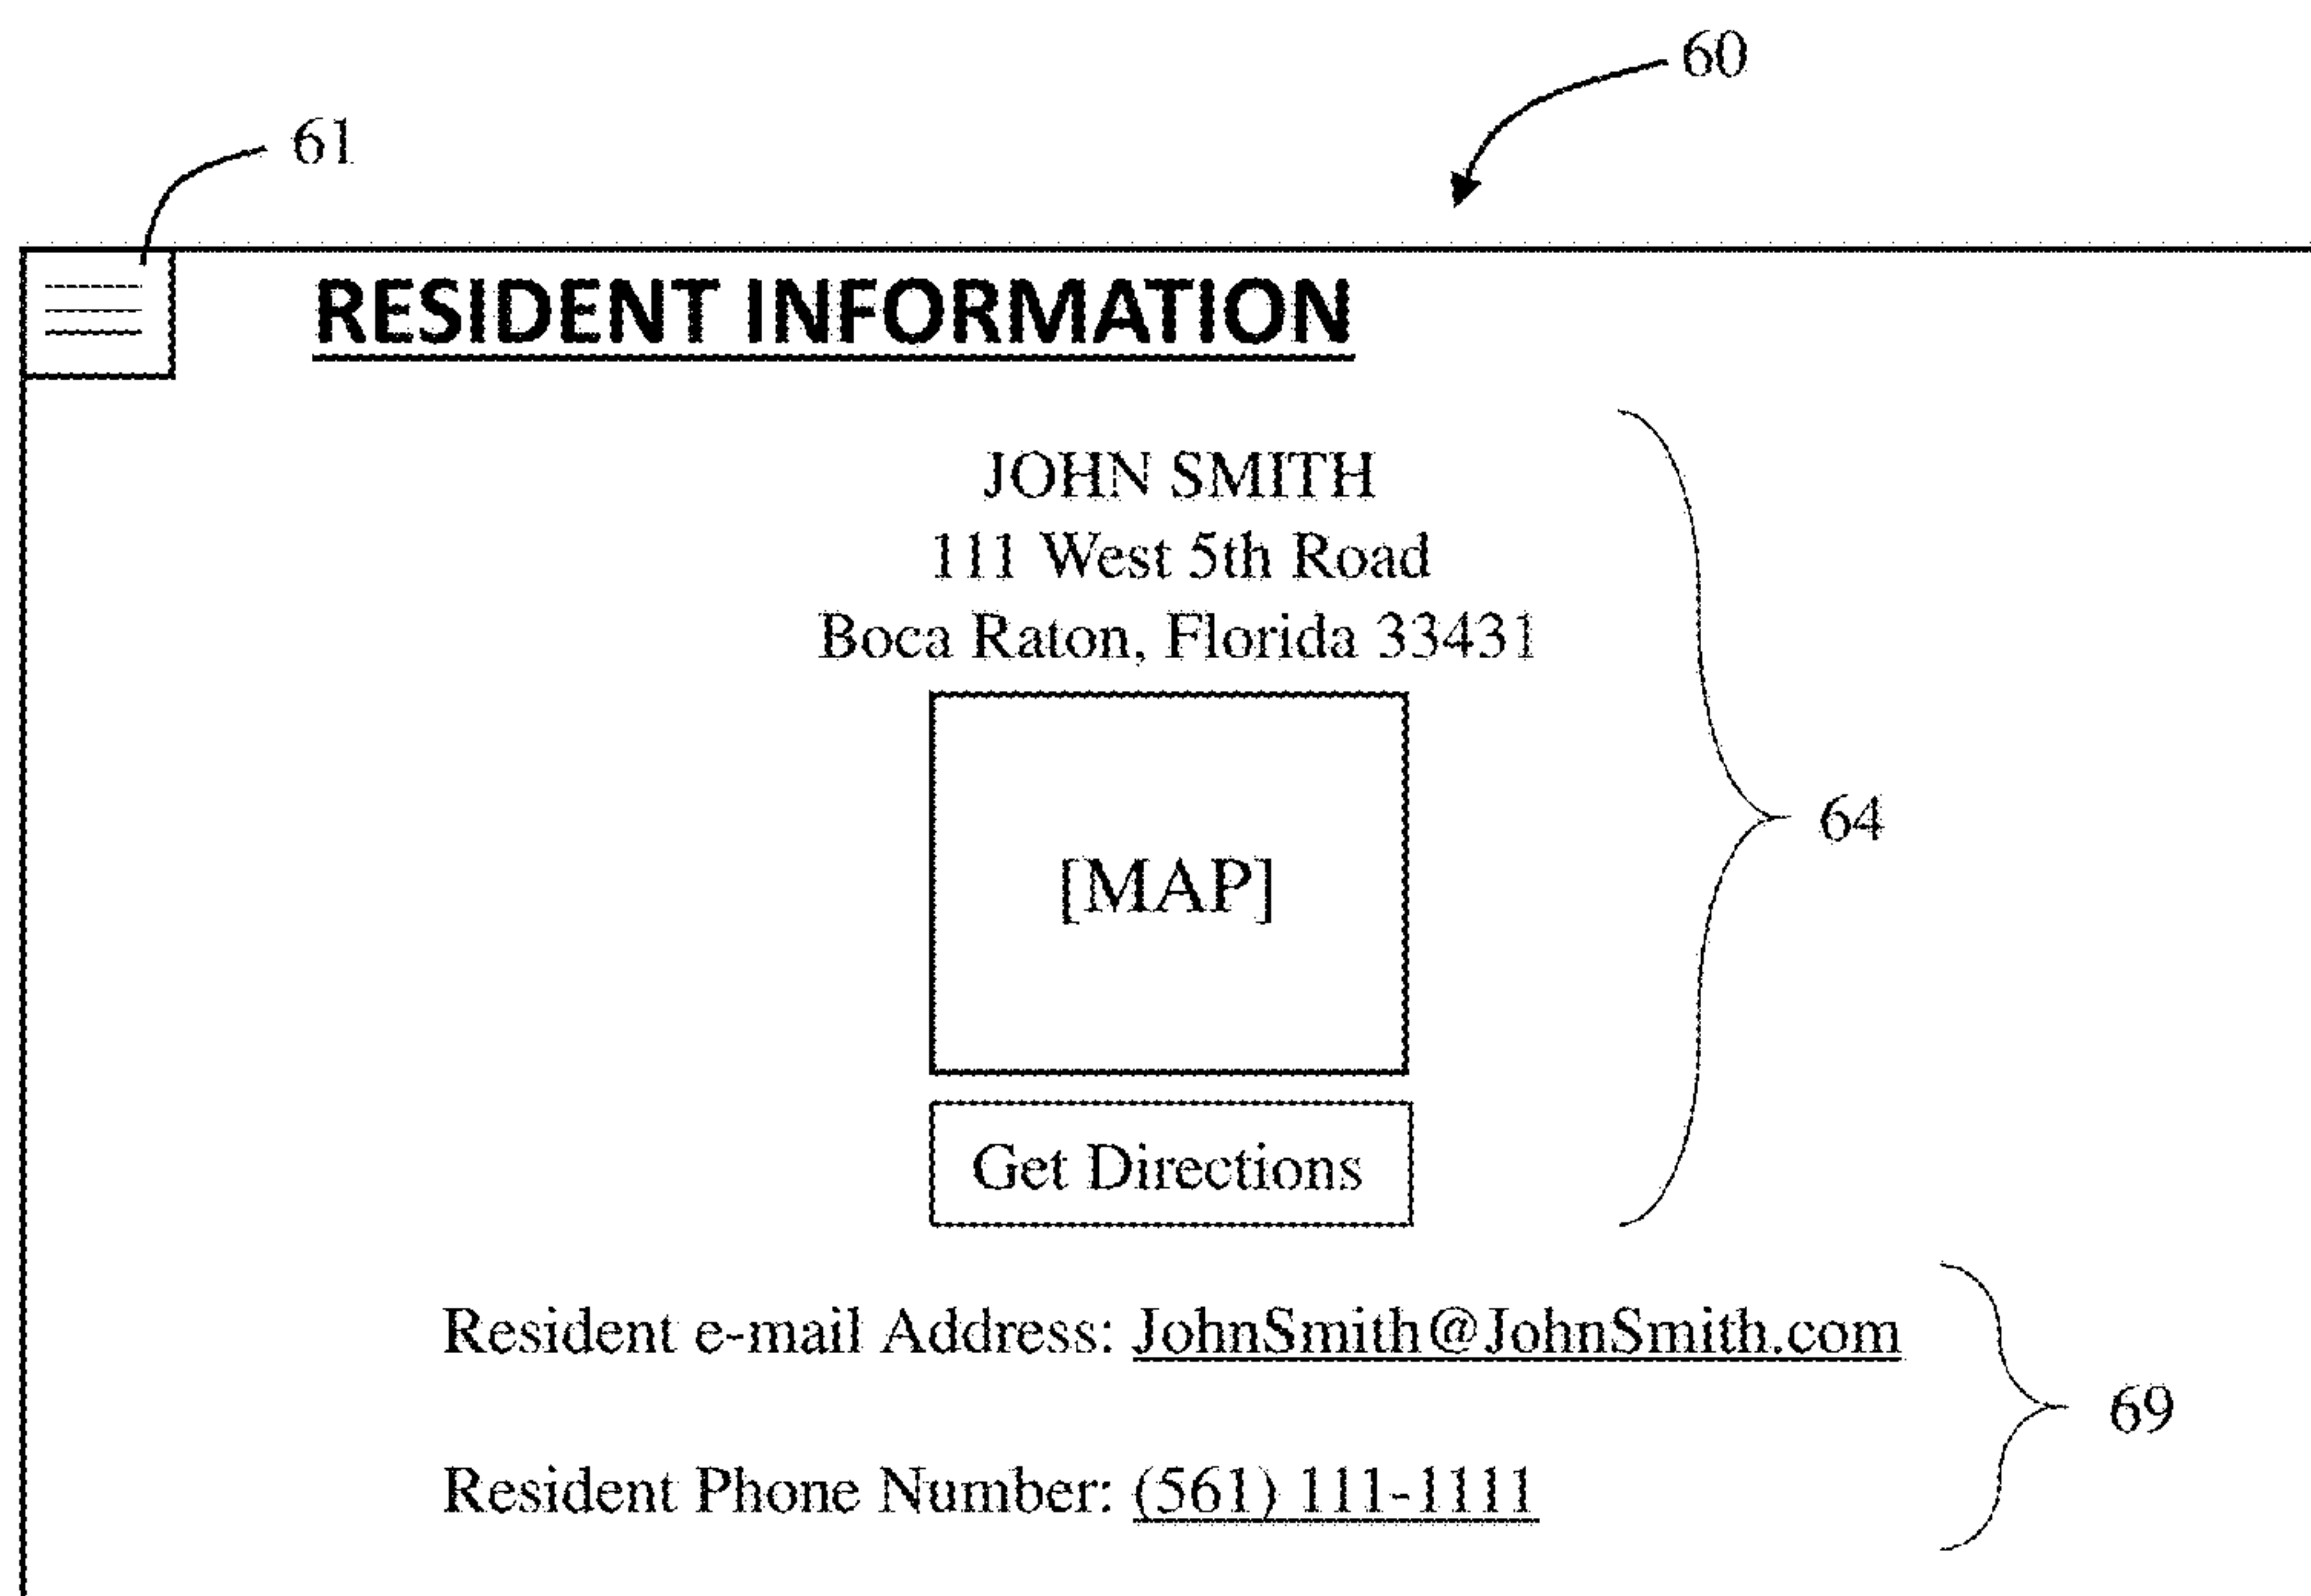 60
61
RESIDENT INFORMATION
JOHN SMITH
111 West 5th Road
Boca Raton, Florida 33431
[MAP]
64
Get Directions
Resident e-mail Address: JohnSmith@JohnSmith.com
69
Resident Phone Number: (561) 111-1111